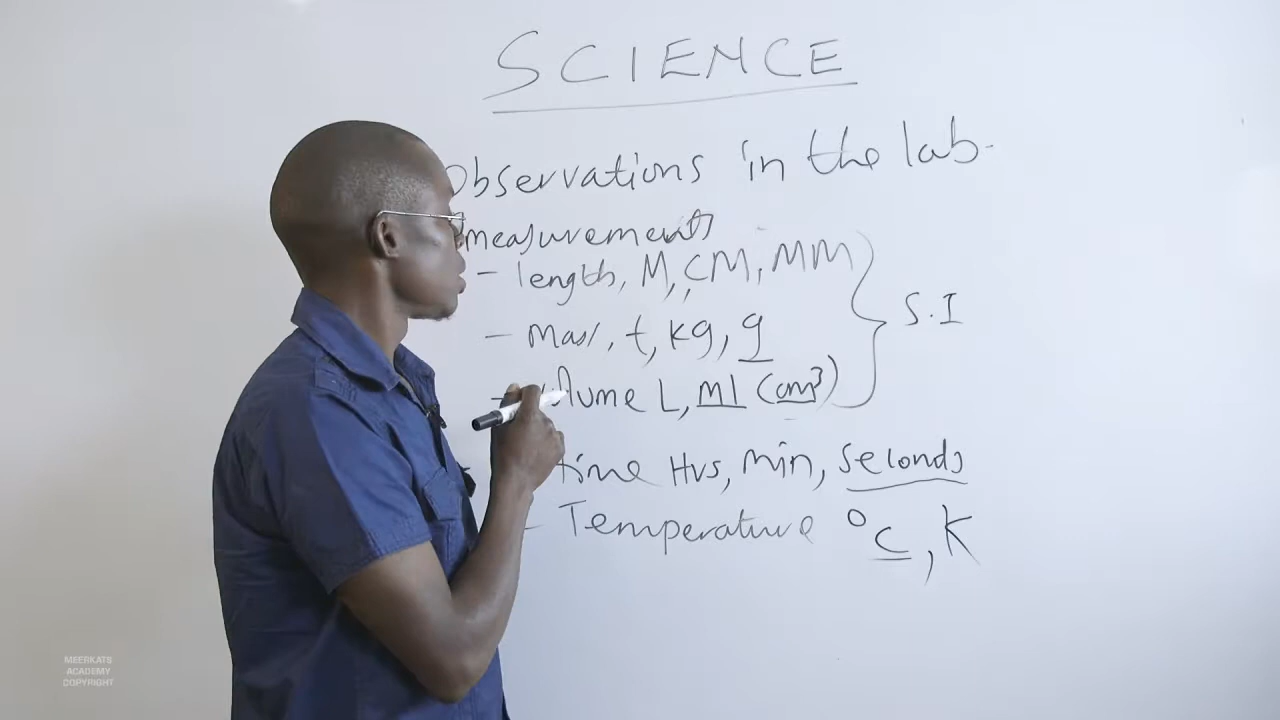 SCIENCE
Observations in the lab.
measurements
- length, M, CM, MM
- Mass, t, kg, g
S.I
- volume L, ml (cm³)
- time Hrs, min, seconds
- Temperature °c, K
MEERKATS
ACADEMY
COPYRIGHT